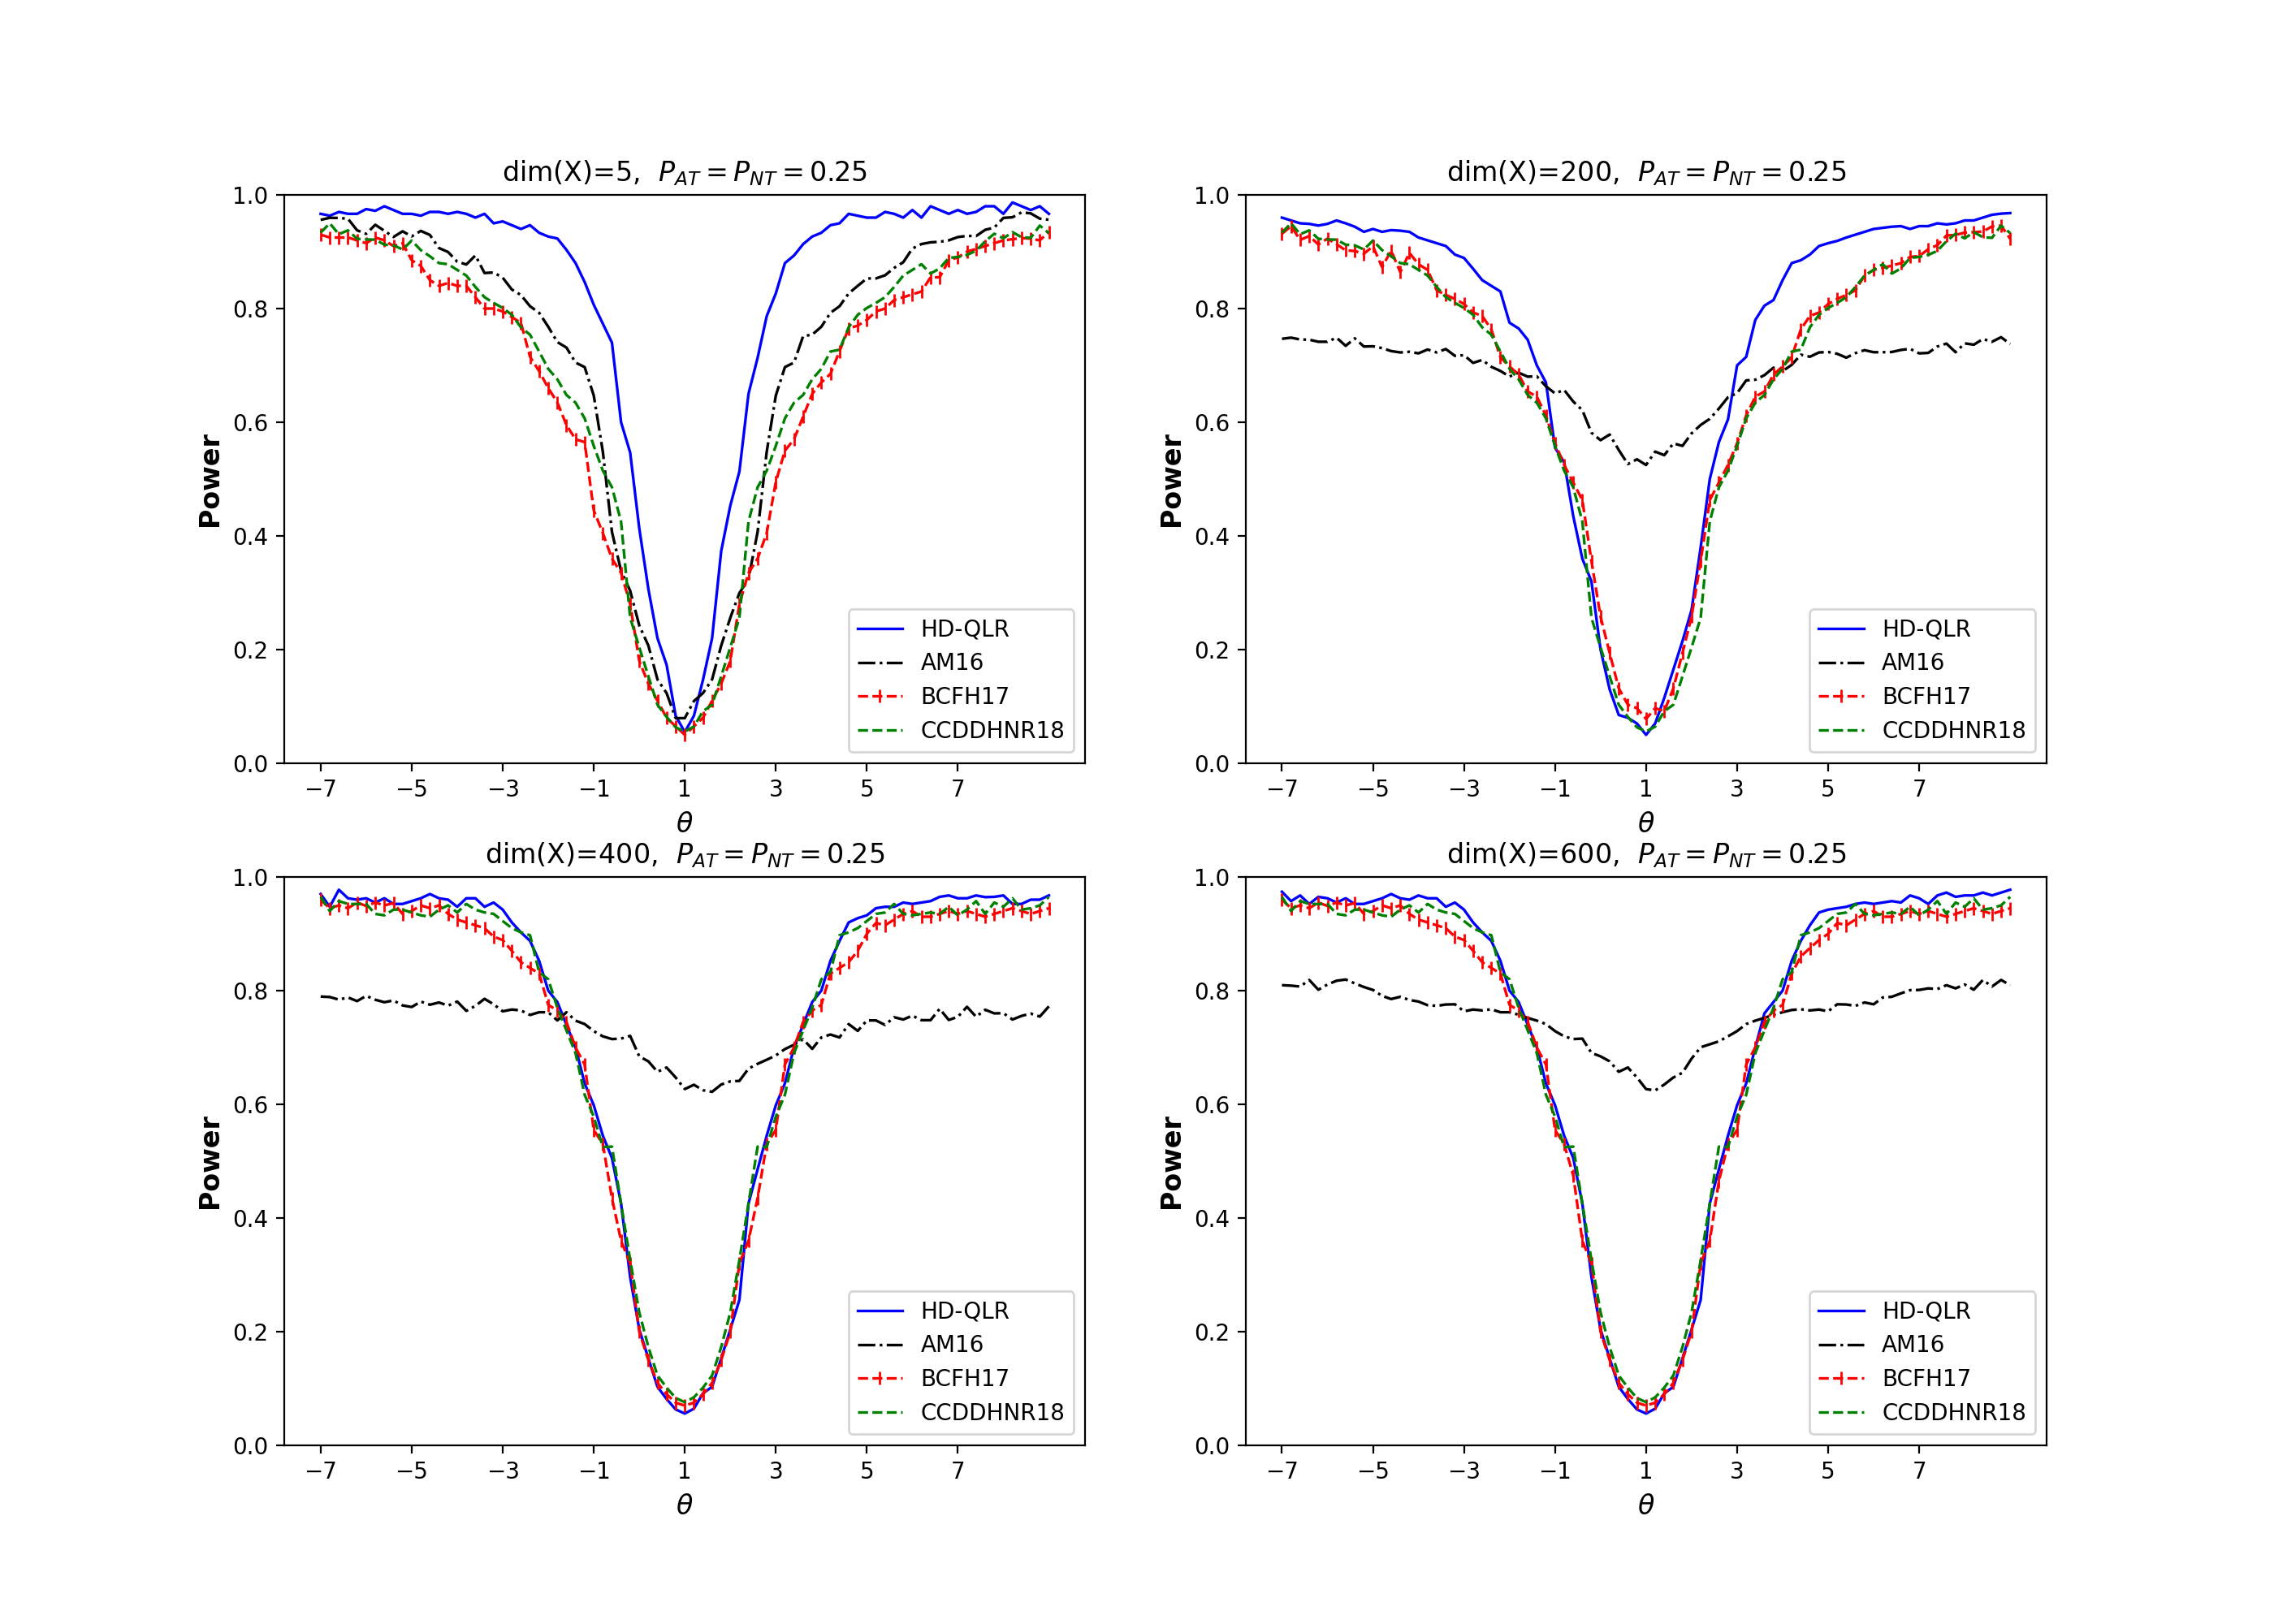 dim(X)=5, P_AT = P_NT = 0.25
1.0
0.8
0.6
0.4
0.2
0.0
Power
−7 −5 −3 −1 1 3 5 7
θ
HD-QLR
AM16
BCFH17
CCDDHNR18
dim(X)=200, P_AT = P_NT = 0.25
1.0
0.8
0.6
0.4
0.2
0.0
Power
−7 −5 −3 −1 1 3 5 7
θ
HD-QLR
AM16
BCFH17
CCDDHNR18
dim(X)=400, P_AT = P_NT = 0.25
1.0
0.8
0.6
0.4
0.2
0.0
Power
−7 −5 −3 −1 1 3 5 7
θ
HD-QLR
AM16
BCFH17
CCDDHNR18
dim(X)=600, P_AT = P_NT = 0.25
1.0
0.8
0.6
0.4
0.2
0.0
Power
−7 −5 −3 −1 1 3 5 7
θ
HD-QLR
AM16
BCFH17
CCDDHNR18